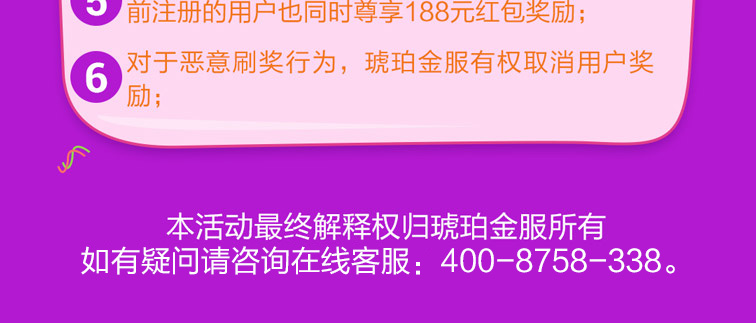 5 前注册的用户也同时尊享188元红包奖励；
6 对于恶意刷奖行为，琥珀金服有权取消用户奖
励；
本活动最终解释权归琥珀金服所有
如有疑问请咨询在线客服：400-8758-338。